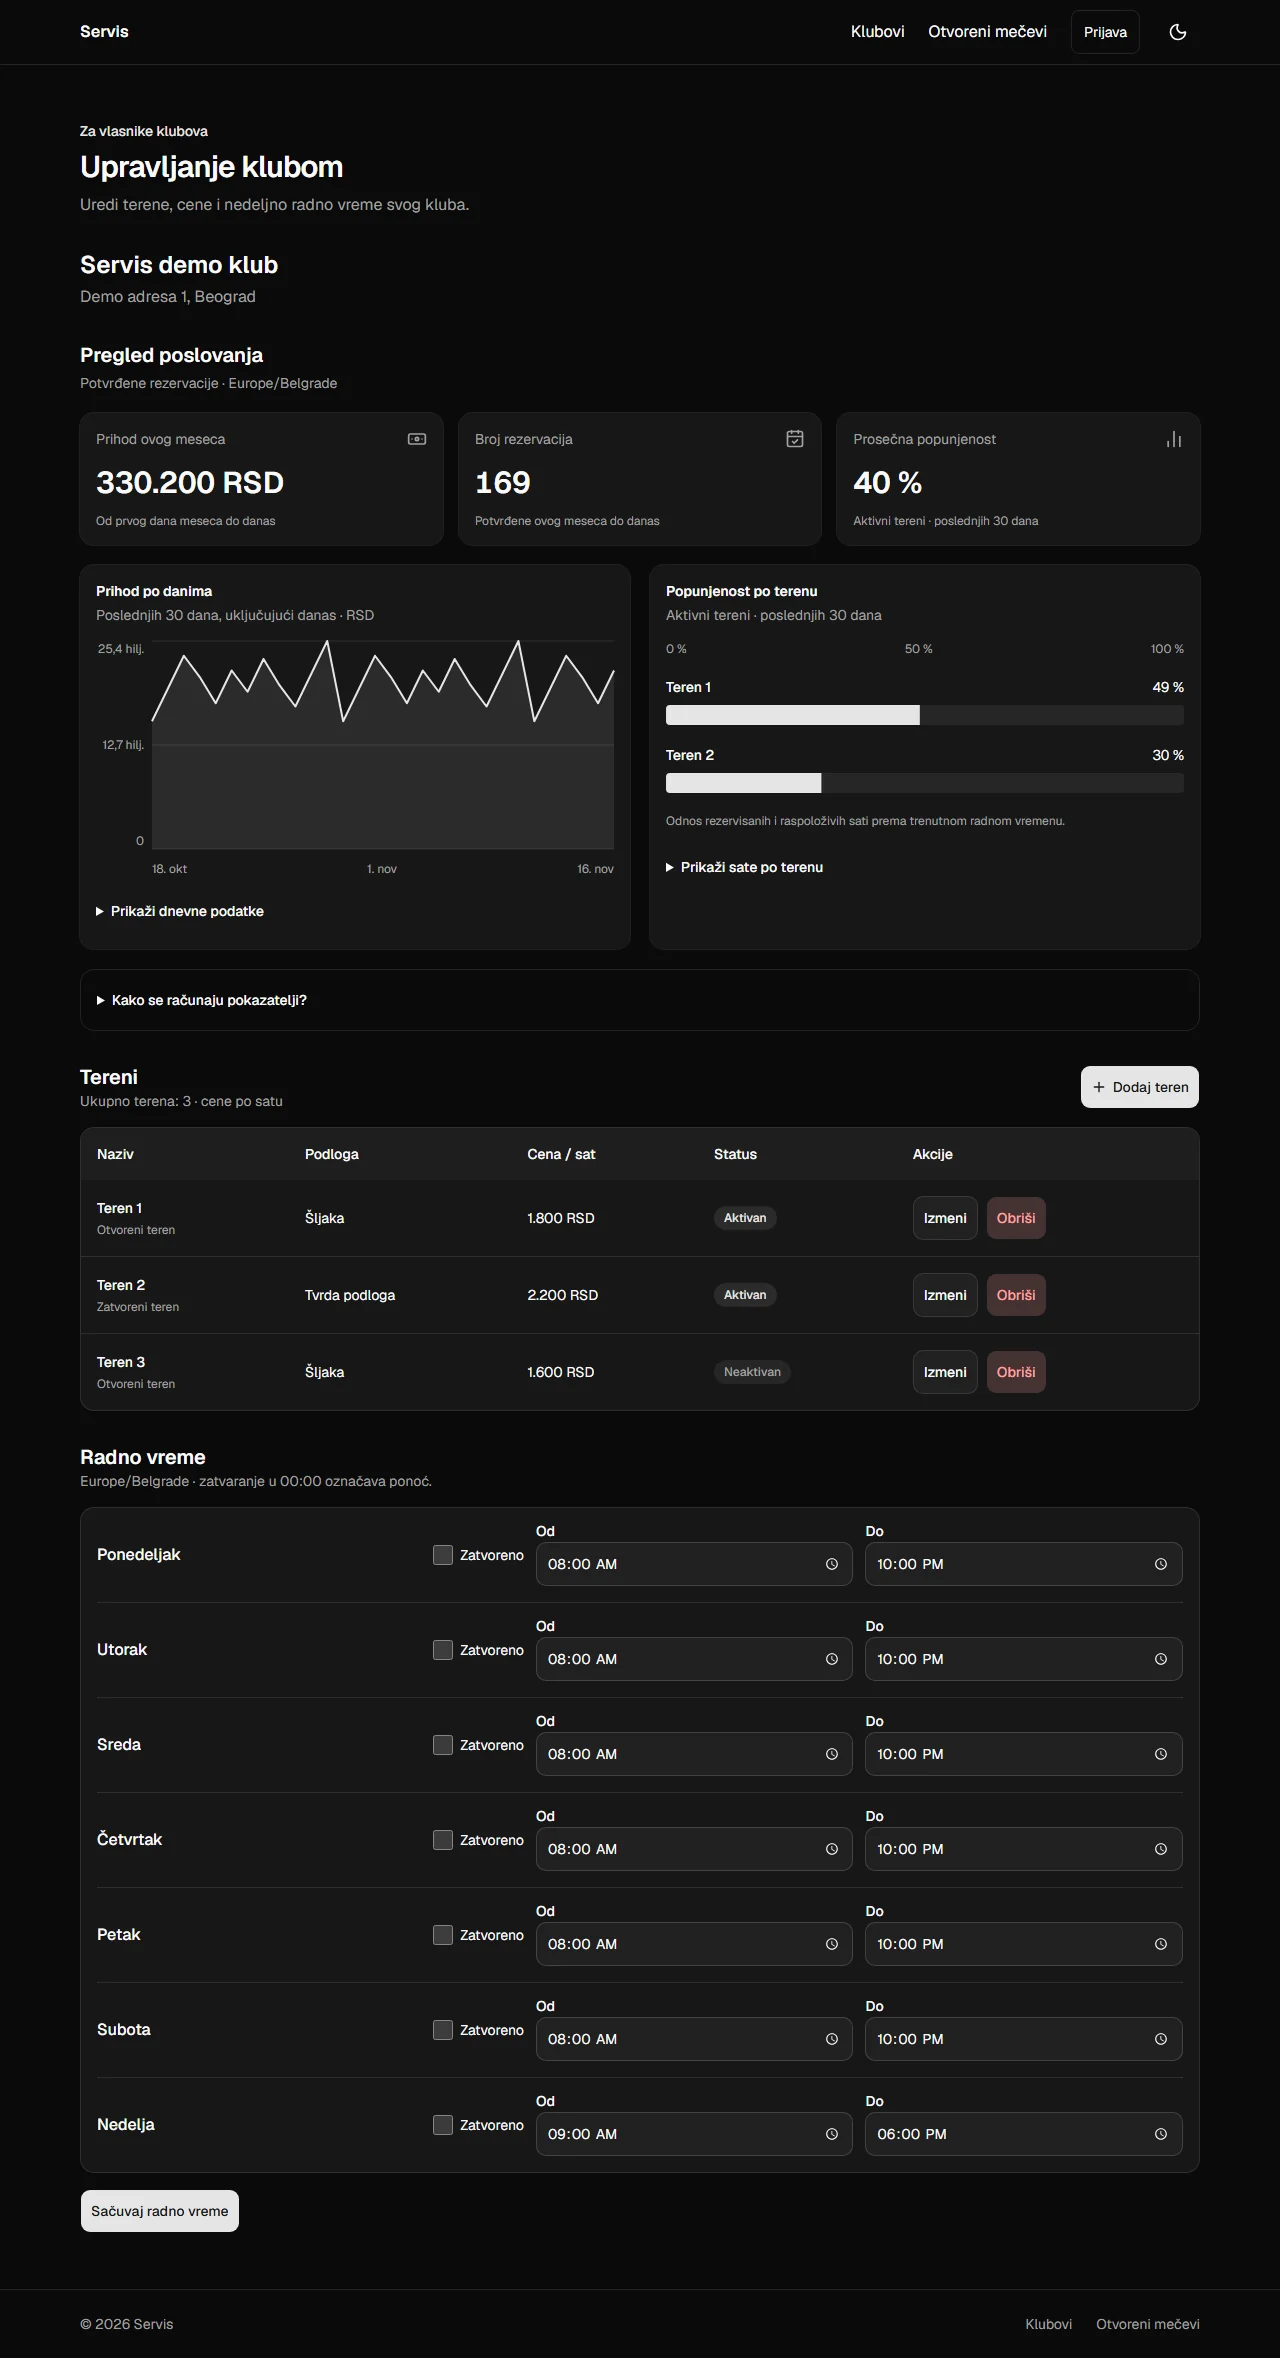 Servis
Klubovi
Otvoreni mečevi
Prijava
Za vlasnike klubova
Upravljanje klubom
Uredi terene, cene i nedeljno radno vreme svog kluba.
Servis demo klub
Demo adresa 1, Beograd
Pregled poslovanja
Potvrđene rezervacije · Europe/Belgrade
Prihod ovog meseca
330.200 RSD
Od prvog dana meseca do danas
Broj rezervacija
169
Potvrđene ovog meseca do danas
Prosečna popunjenost
40 %
Aktivni tereni · poslednjih 30 dana
Prihod po danima
Poslednjih 30 dana, uključujući danas · RSD
25,4 hilj.
12,7 hilj.
0
18. okt
1. nov
16. nov
Prikaži dnevne podatke
Popunjenost po terenu
Aktivni tereni · poslednjih 30 dana
0 %
50 %
100 %
Teren 1
49 %
Teren 2
30 %
Odnos rezervisanih i raspoloživih sati prema trenutnom radnom vremenu.
Prikaži sate po terenu
Kako se računaju pokazatelji?
Tereni
Ukupno terena: 3 · cene po satu
+ Dodaj teren
Naziv
Podloga
Cena / sat
Status
Akcije
Teren 1
Otvoreni teren
Šljaka
1.800 RSD
Aktivan
Izmeni
Obriši
Teren 2
Zatvoreni teren
Tvrda podloga
2.200 RSD
Aktivan
Izmeni
Obriši
Teren 3
Otvoreni teren
Šljaka
1.600 RSD
Neaktivan
Izmeni
Obriši
Radno vreme
Europe/Belgrade · zatvaranje u 00:00 označava ponoć.
Ponedeljak
Zatvoreno
Od
08:00 AM
Do
10:00 PM
Utorak
Zatvoreno
Od
08:00 AM
Do
10:00 PM
Sreda
Zatvoreno
Od
08:00 AM
Do
10:00 PM
Četvrtak
Zatvoreno
Od
08:00 AM
Do
10:00 PM
Petak
Zatvoreno
Od
08:00 AM
Do
10:00 PM
Subota
Zatvoreno
Od
08:00 AM
Do
10:00 PM
Nedelja
Zatvoreno
Od
09:00 AM
Do
06:00 PM
Sačuvaj radno vreme
© 2026 Servis
Klubovi
Otvoreni mečevi